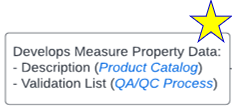 Develops Measure Property Data:
- Description (Product Catalog)
- Validation List (QA/QC Process)